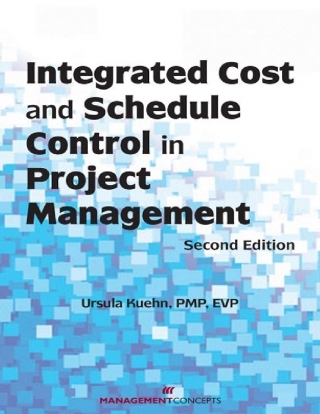 Integrated Cost
and Schedule
Control in
Project
Management
Second Edition
Ursula Kuehn, PMP, EVP
MANAGEMENTCONCEPTS